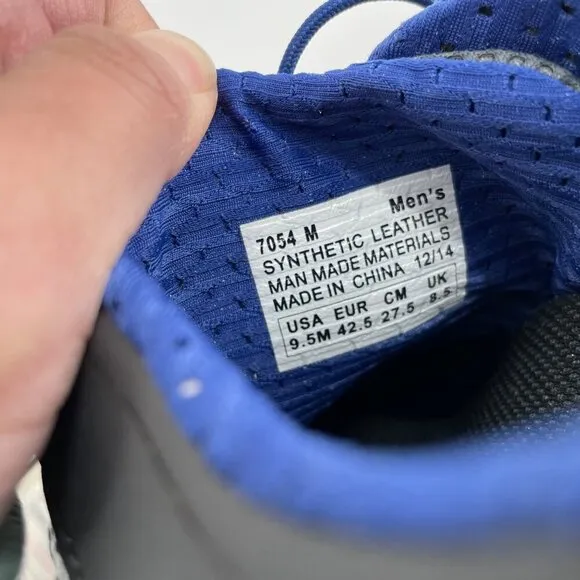 7054 M Men's
SYNTHETIC LEATHER
MAN MADE MATERIALS
MADE IN CHINA 12/14
USA EUR CM UK
9.5M 42.5 27.5 8.5